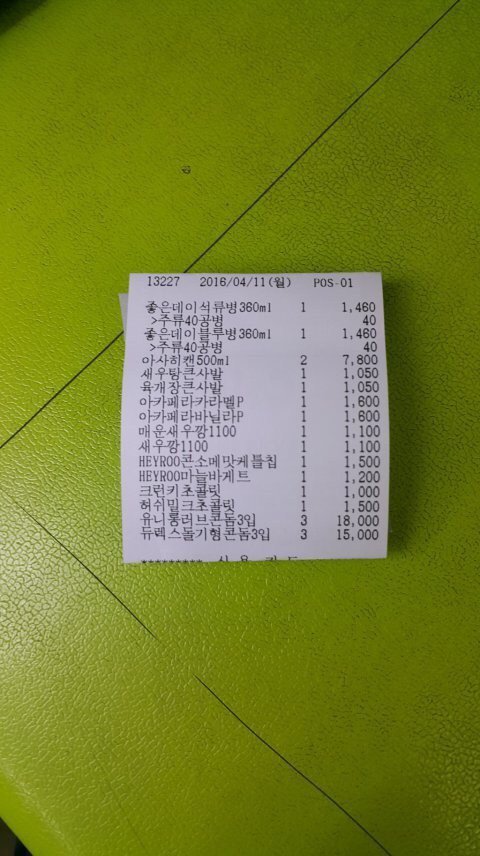 13227 2016/04/11(월) POS-01
좋은데이석류병360ml 1 1,460
>주류40공병 40
좋은데이블루병360ml 1 1,460
>주류40공병 40
아사히캔500ml 2 7,800
새우탕큰사발 1 1,050
육개장큰사발 1 1,050
아카페라카라멜P 1 1,600
아카페라바닐라P 1 1,600
매운새우깡1100 1 1,100
새우깡1100 1 1,100
HEYROO콘소메맛케틀칩 1 1,500
HEYROO마늘바게트 1 1,200
크런키초콜릿 1 1,000
허쉬밀크초콜릿 1 1,500
유니롱러브콘돔3입 3 18,000
듀렉스돌기형콘돔3입 3 15,000